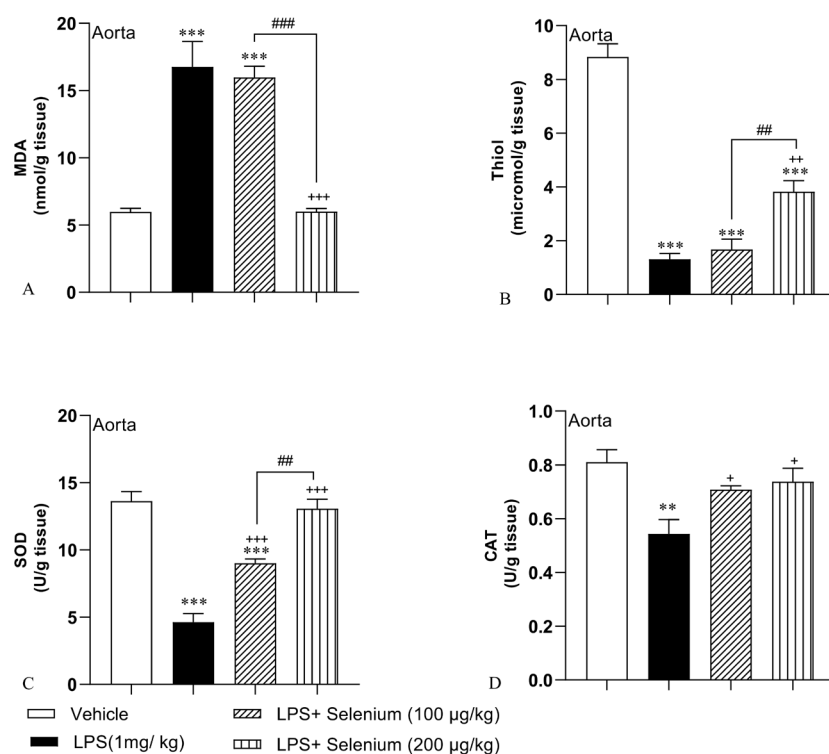 Aorta
MDA
(nmol/g tissue)
20
15
10
5
0
***
***
###
+++
A
Aorta
Thiol
(micromol/g tissue)
10
8
6
4
2
0
***
***
##
++
***
B
Aorta
SOD
(U/g tissue)
20
15
10
5
0
***
+++
***
##
+++
C
Aorta
CAT
(U/g tissue)
1.0
0.8
0.6
0.4
0.2
0.0
**
+
+
D
Vehicle
LPS(1mg/ kg)
LPS+ Selenium (100 µg/kg)
LPS+ Selenium (200 µg/kg)